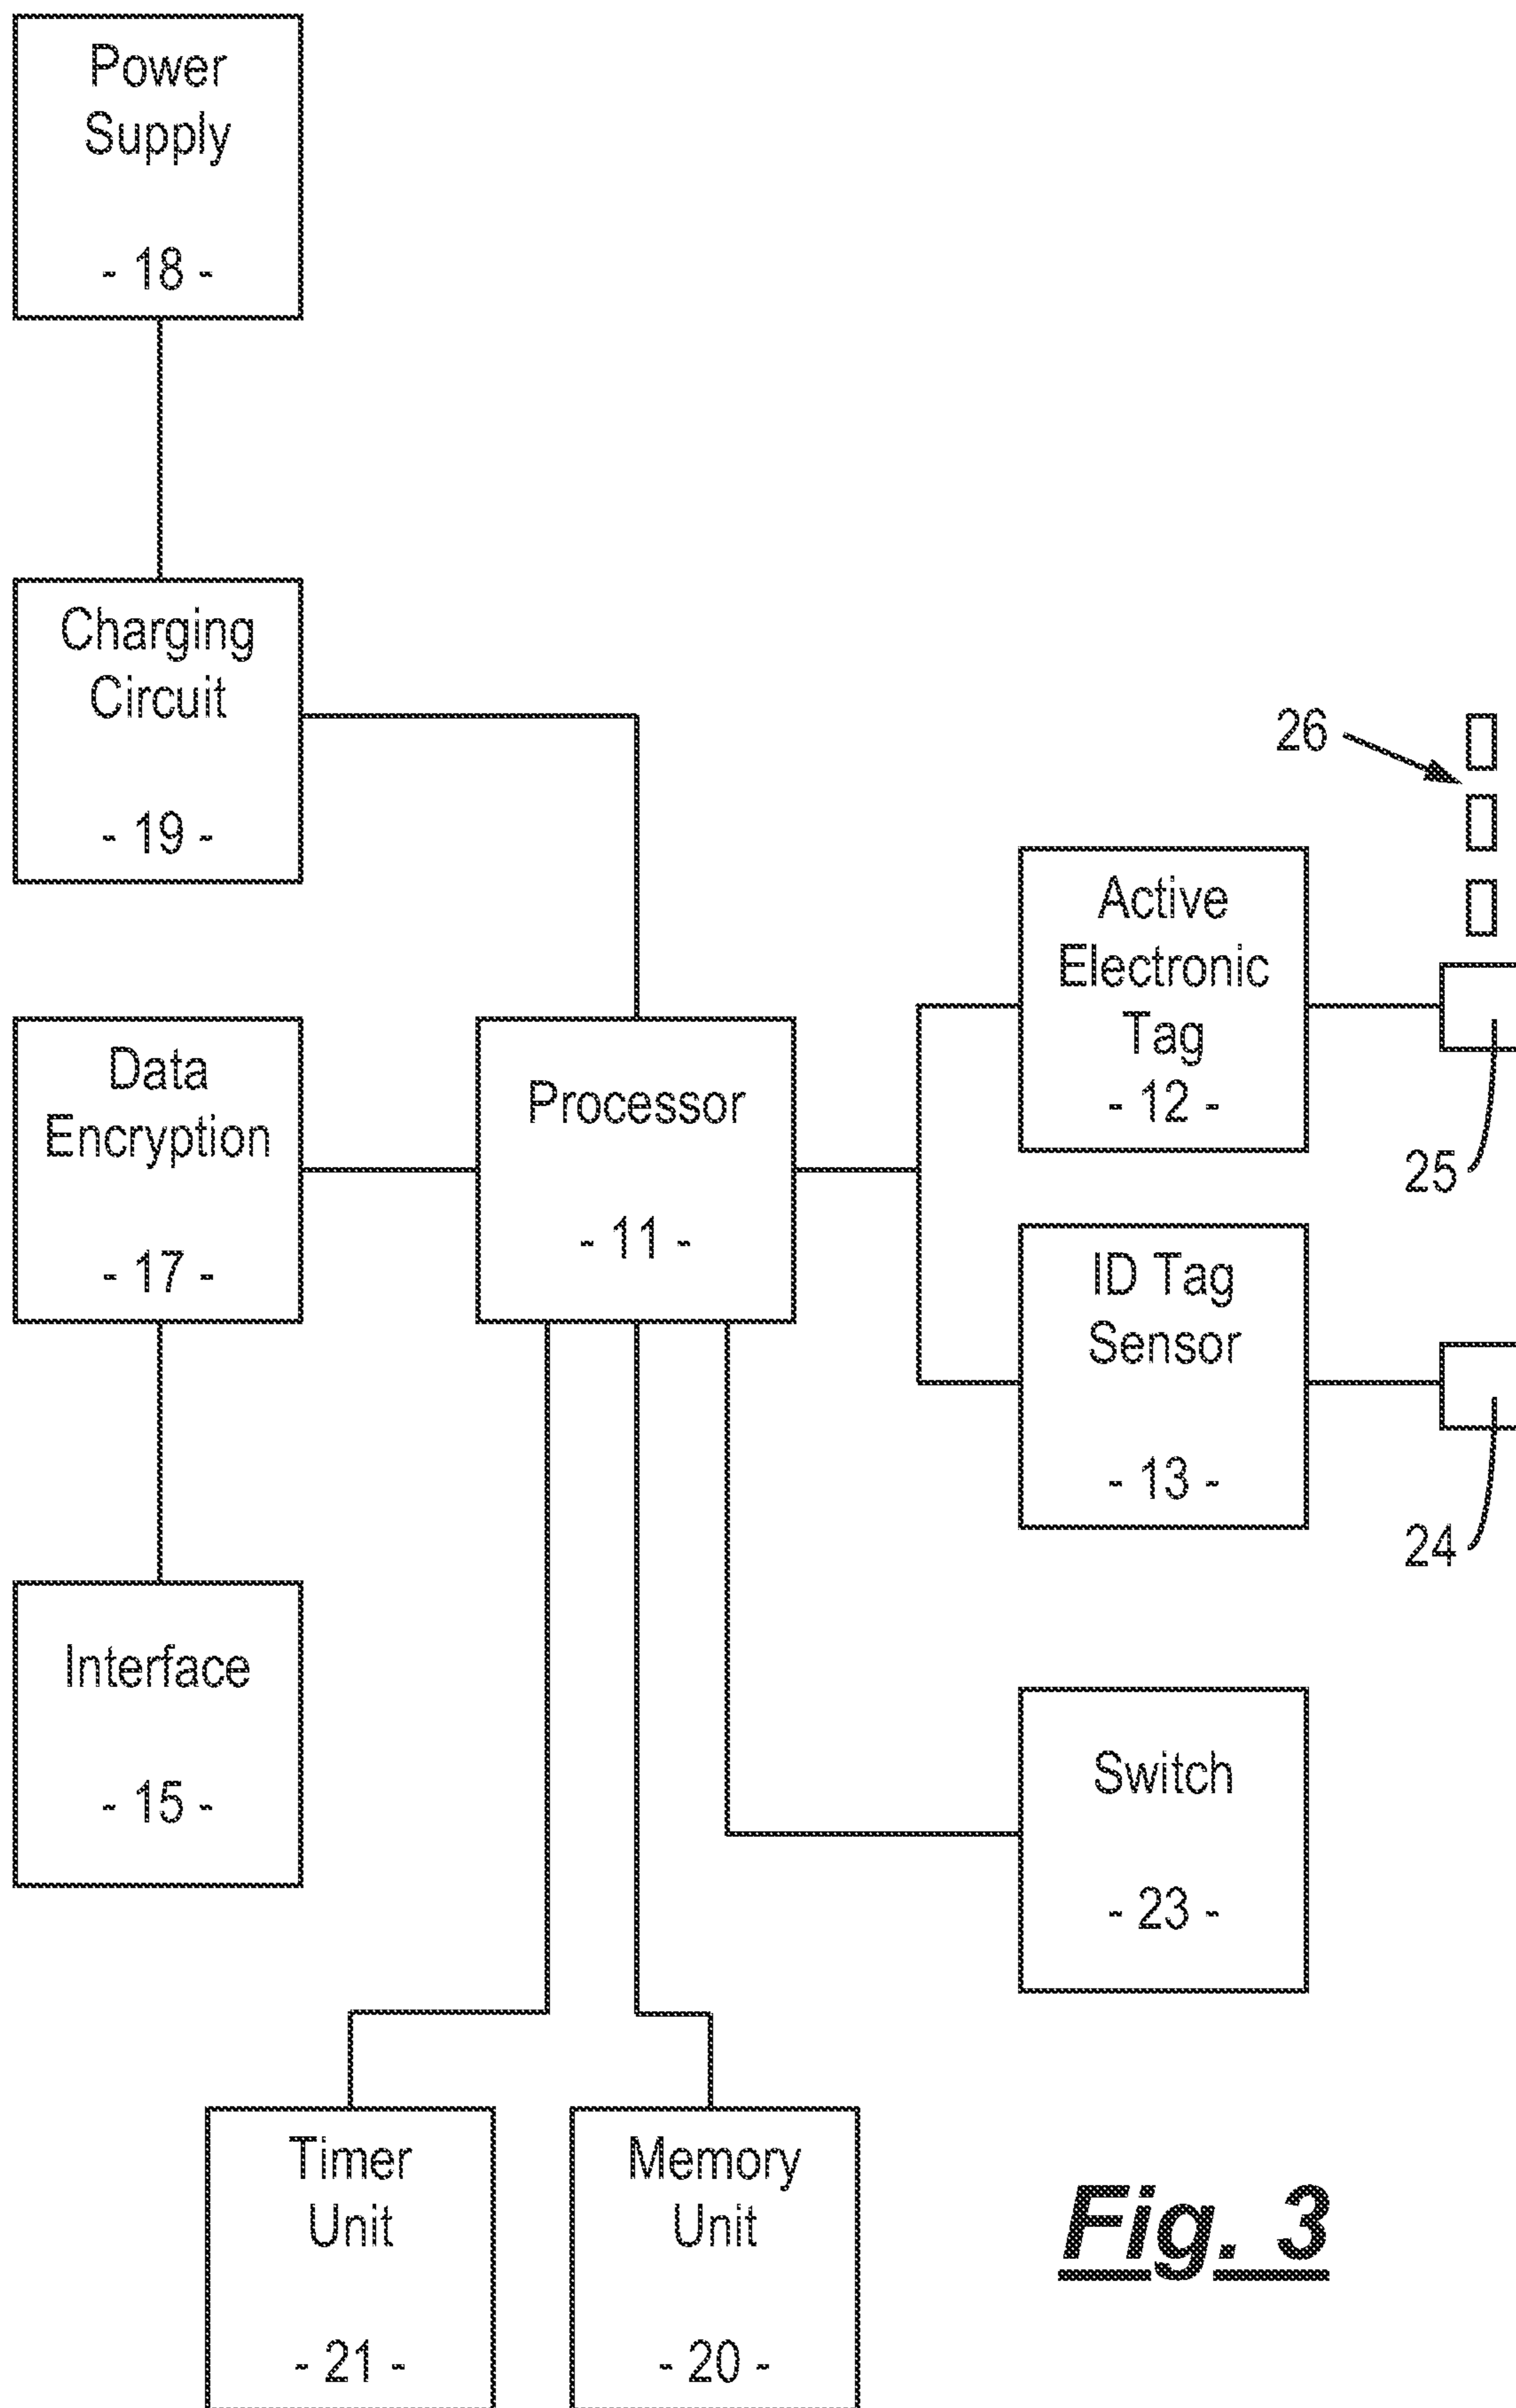 Power
Supply
- 18 -
Charging
Circuit
- 19 -
26
Active
Electronic
Tag
- 12 -
25
Data
Encryption
- 17 -
Processor
- 11 -
ID Tag
Sensor
- 13 -
24
Interface
- 15 -
Switch
- 23 -
Timer
Unit
- 21 -
Memory
Unit
- 20 -
Fig. 3